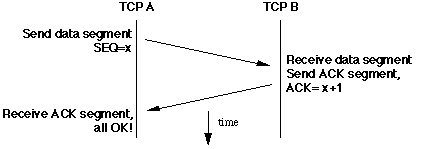 TCP A
TCP B
Send data segment
SEQ=x
Receive data segment
Send ACK segment,
ACK= x+1
Receive ACK segment,
all OK!
time